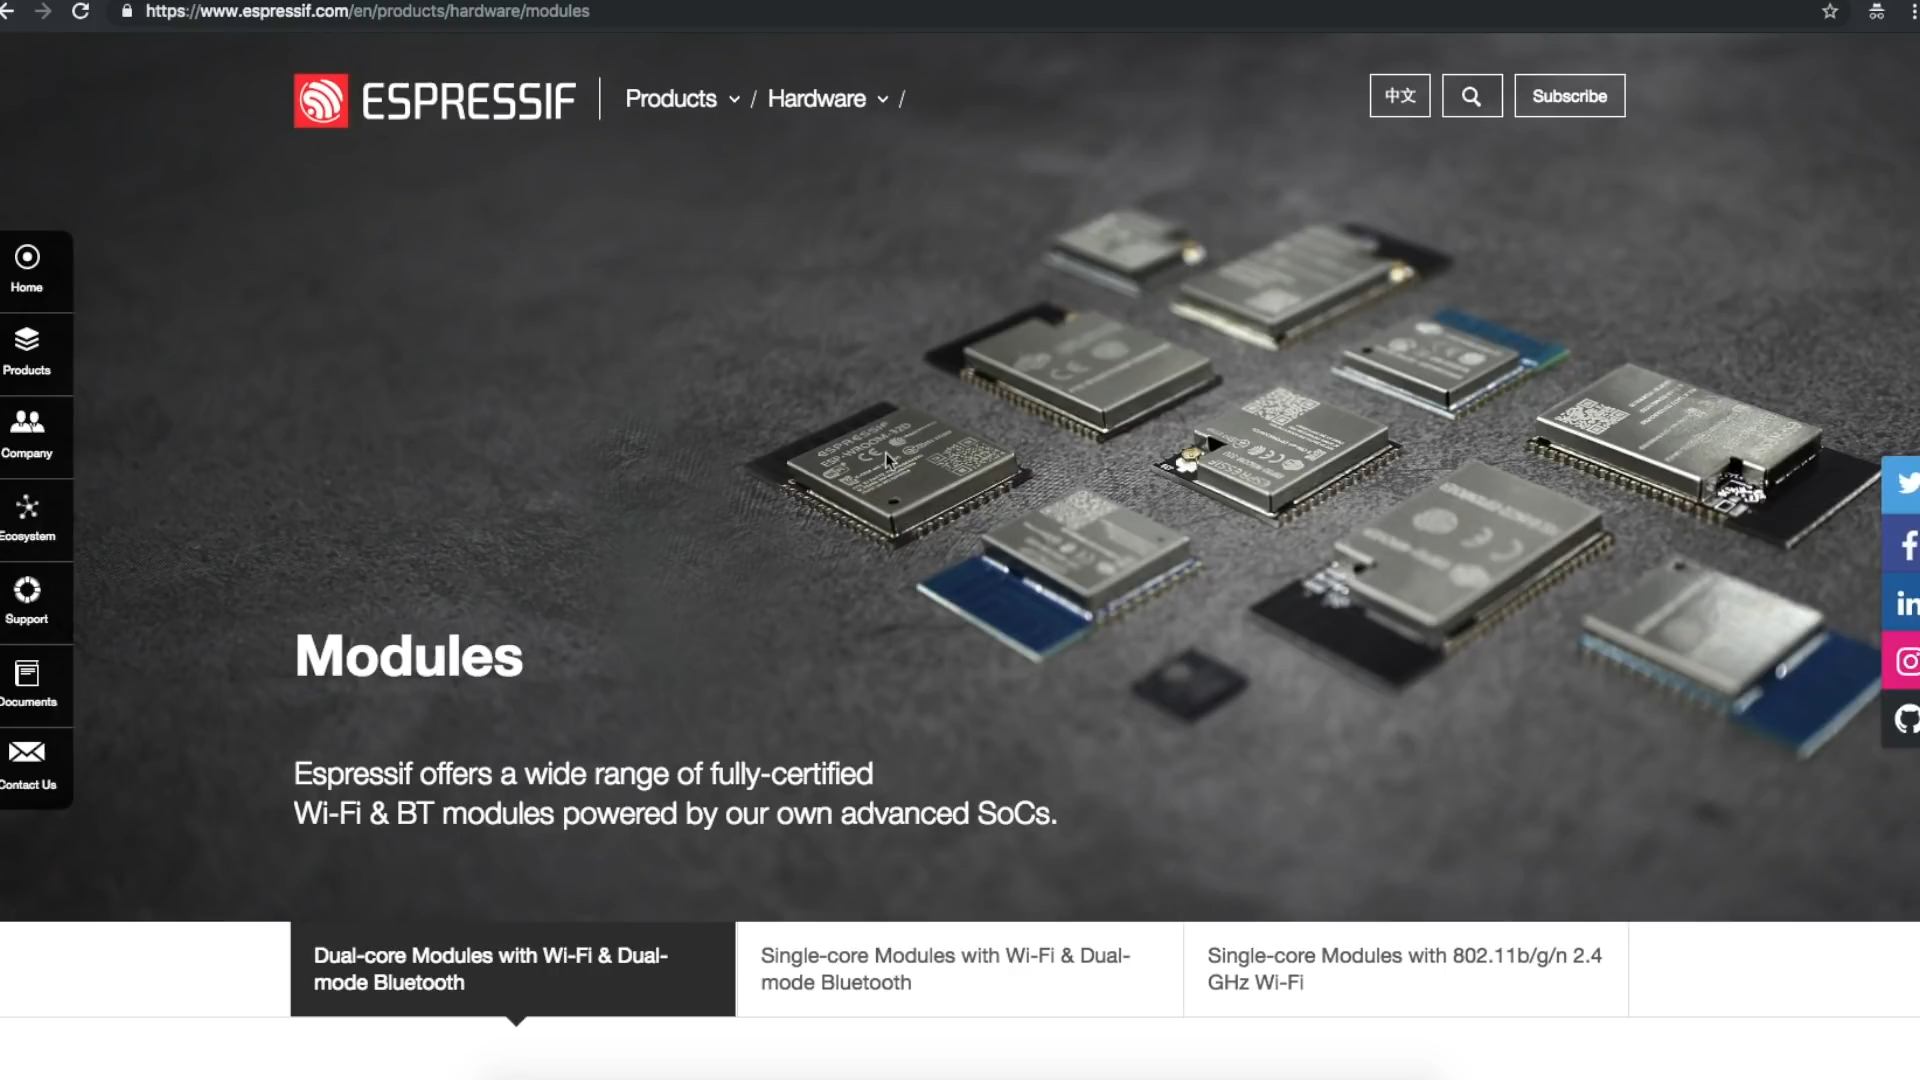 https://www.espressif.com/en/products/hardware/modules
ESPRESSIF
Products / Hardware /
中文
Subscribe
Home
Products
Company
Ecosystem
Support
Documents
Contact Us
ESPRESSIF
Modules
Espressif offers a wide range of fully-certified
Wi-Fi & BT modules powered by our own advanced SoCs.
Dual-core Modules with Wi-Fi & Dual-
mode Bluetooth
Single-core Modules with Wi-Fi & Dual-
mode Bluetooth
Single-core Modules with 802.11b/g/n 2.4
GHz Wi-Fi